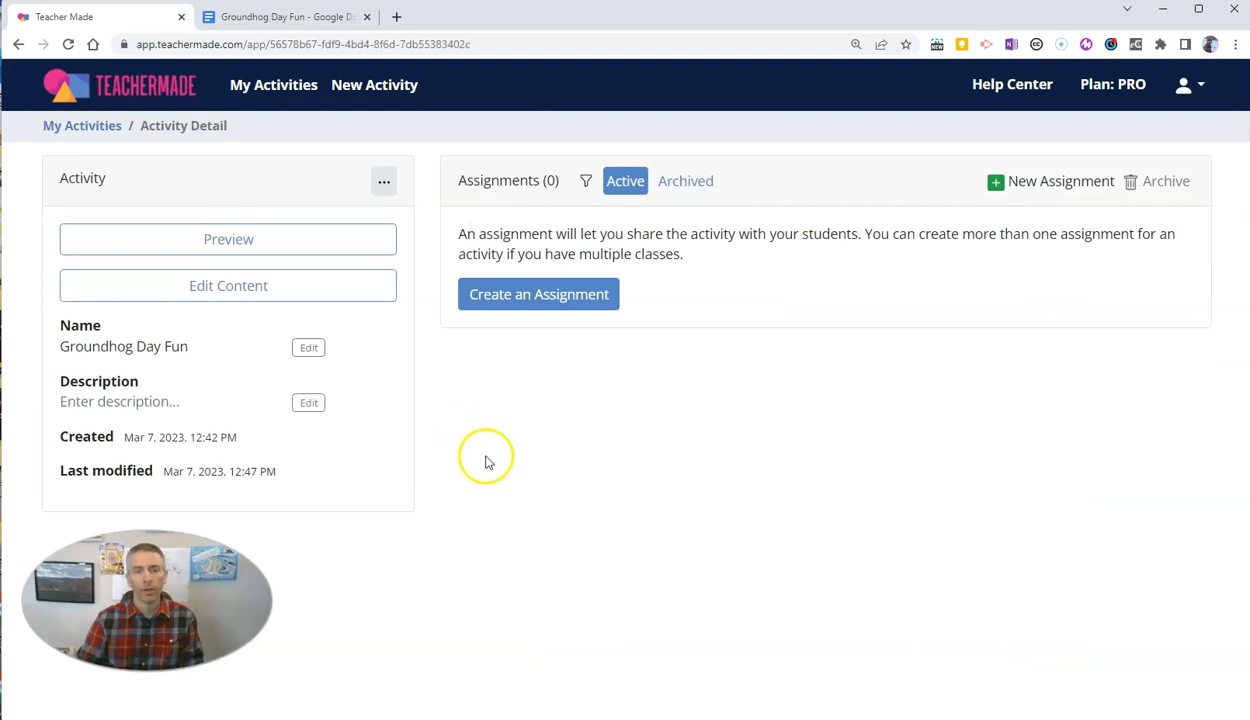 Teacher Made
Groundhog Day Fun - Google D
app.teachermade.com/app/56578b67-fdf9-4bd4-8f6d-7db55383402c
TEACHERMADE
My Activities
New Activity
Help Center
Plan: PRO
My Activities / Activity Detail
Activity
...
Preview
Edit Content
Name
Groundhog Day Fun
Edit
Description
Enter description...
Edit
Created Mar 7, 2023, 12:42 PM
Last modified Mar 7, 2023, 12:47 PM
Assignments (0)
Active
Archived
New Assignment
Archive
An assignment will let you share the activity with your students. You can create more than one assignment for an
activity if you have multiple classes.
Create an Assignment